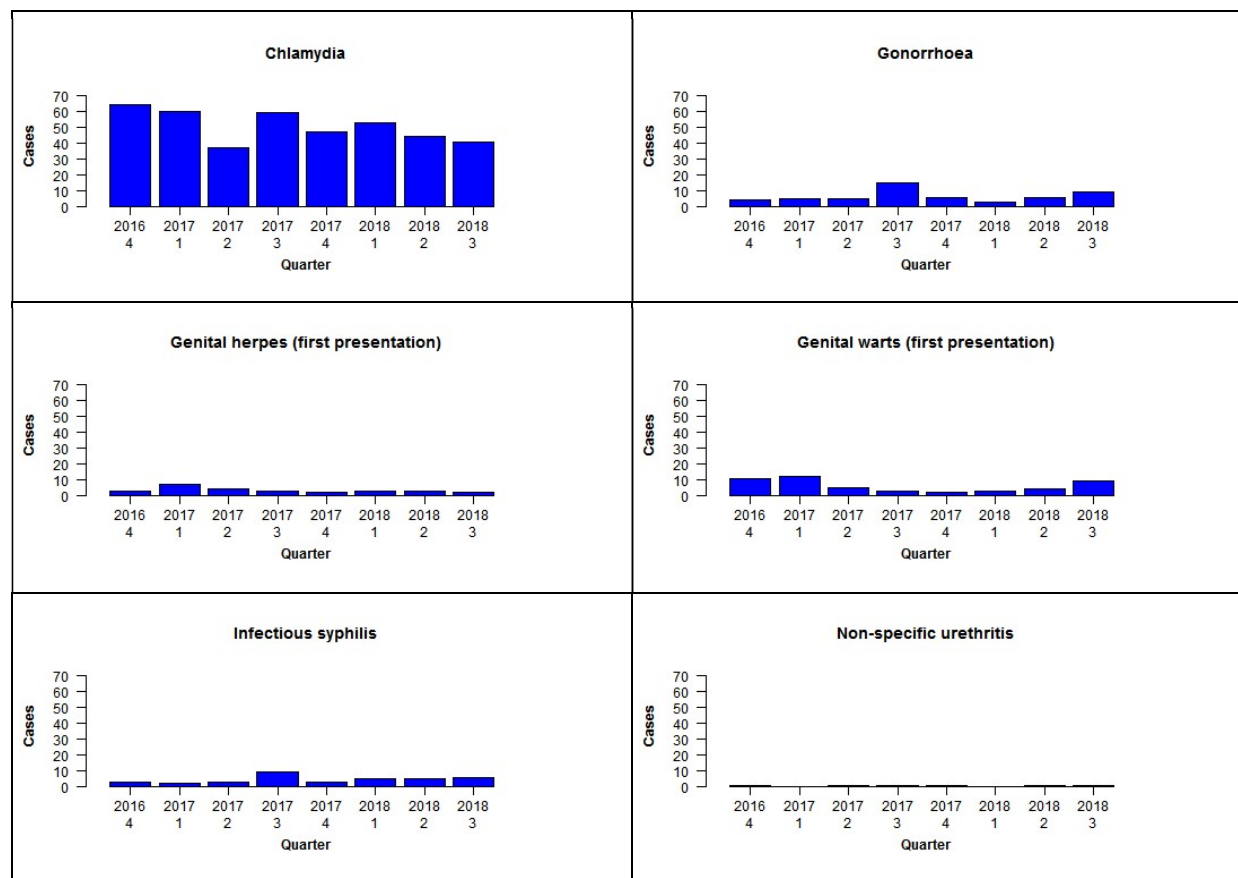 Chlamydia
70
60
50
40
30
20
10
0
Cases
2016 2017 2017 2017 2017 2018 2018 2018
4 1 2 3 4 1 2 3
Quarter
Gonorrhoea
70
60
50
40
30
20
10
0
Cases
2016 2017 2017 2017 2017 2018 2018 2018
4 1 2 3 4 1 2 3
Quarter
Genital herpes (first presentation)
70
60
50
40
30
20
10
0
Cases
2016 2017 2017 2017 2017 2018 2018 2018
4 1 2 3 4 1 2 3
Quarter
Genital warts (first presentation)
70
60
50
40
30
20
10
0
Cases
2016 2017 2017 2017 2017 2018 2018 2018
4 1 2 3 4 1 2 3
Quarter
Infectious syphilis
70
60
50
40
30
20
10
0
Cases
2016 2017 2017 2017 2017 2018 2018 2018
4 1 2 3 4 1 2 3
Quarter
Non-specific urethritis
70
60
50
40
30
20
10
0
Cases
2016 2017 2017 2017 2017 2018 2018 2018
4 1 2 3 4 1 2 3
Quarter